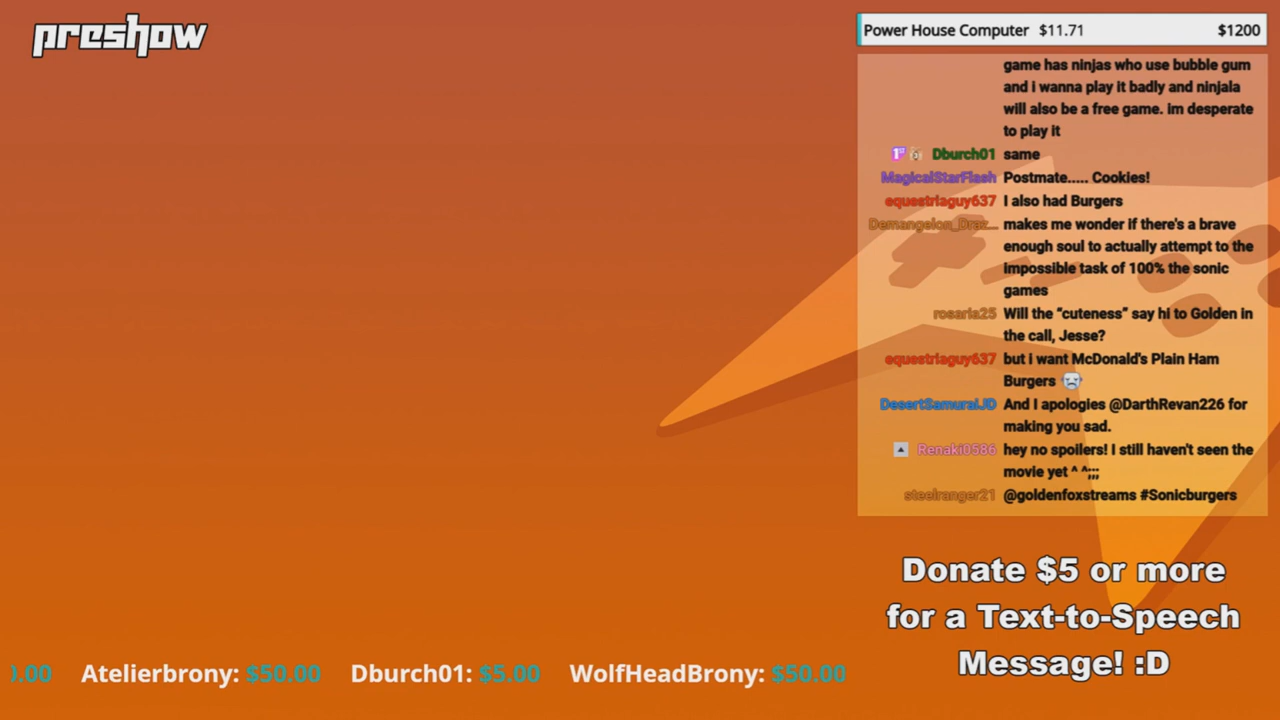 preshow
Power House Computer $11.71 $1200
game has ninjas who use bubble gum
and i wanna play it badly and ninjala
will also be a free game. im desperate
to play it
Dburch01 same
MagicalStarFlash Postmate..... Cookies!
equestriaguy637 I also had Burgers
Demangeion_Draz... makes me wonder if there's a brave
enough soul to actually attempt to the
impossible task of 100% the sonic
games
rosaria25 Will the “cuteness” say hi to Golden in
the call, Jesse?
equestriaguy637 but i want McDonald's Plain Ham
Burgers
DesertSamuraiJD And I apologies @DarthRevan226 for
making you sad.
Renaki0586 hey no spoilers! I still haven't seen the
movie yet ^ ^;;;
steelranger21 @goldenfoxstreams #Sonicburgers
Donate $5 or more
for a Text-to-Speech
Message! :D
0.00 Atelierbrony: $50.00 Dburch01: $5.00 WolfHeadBrony: $50.00